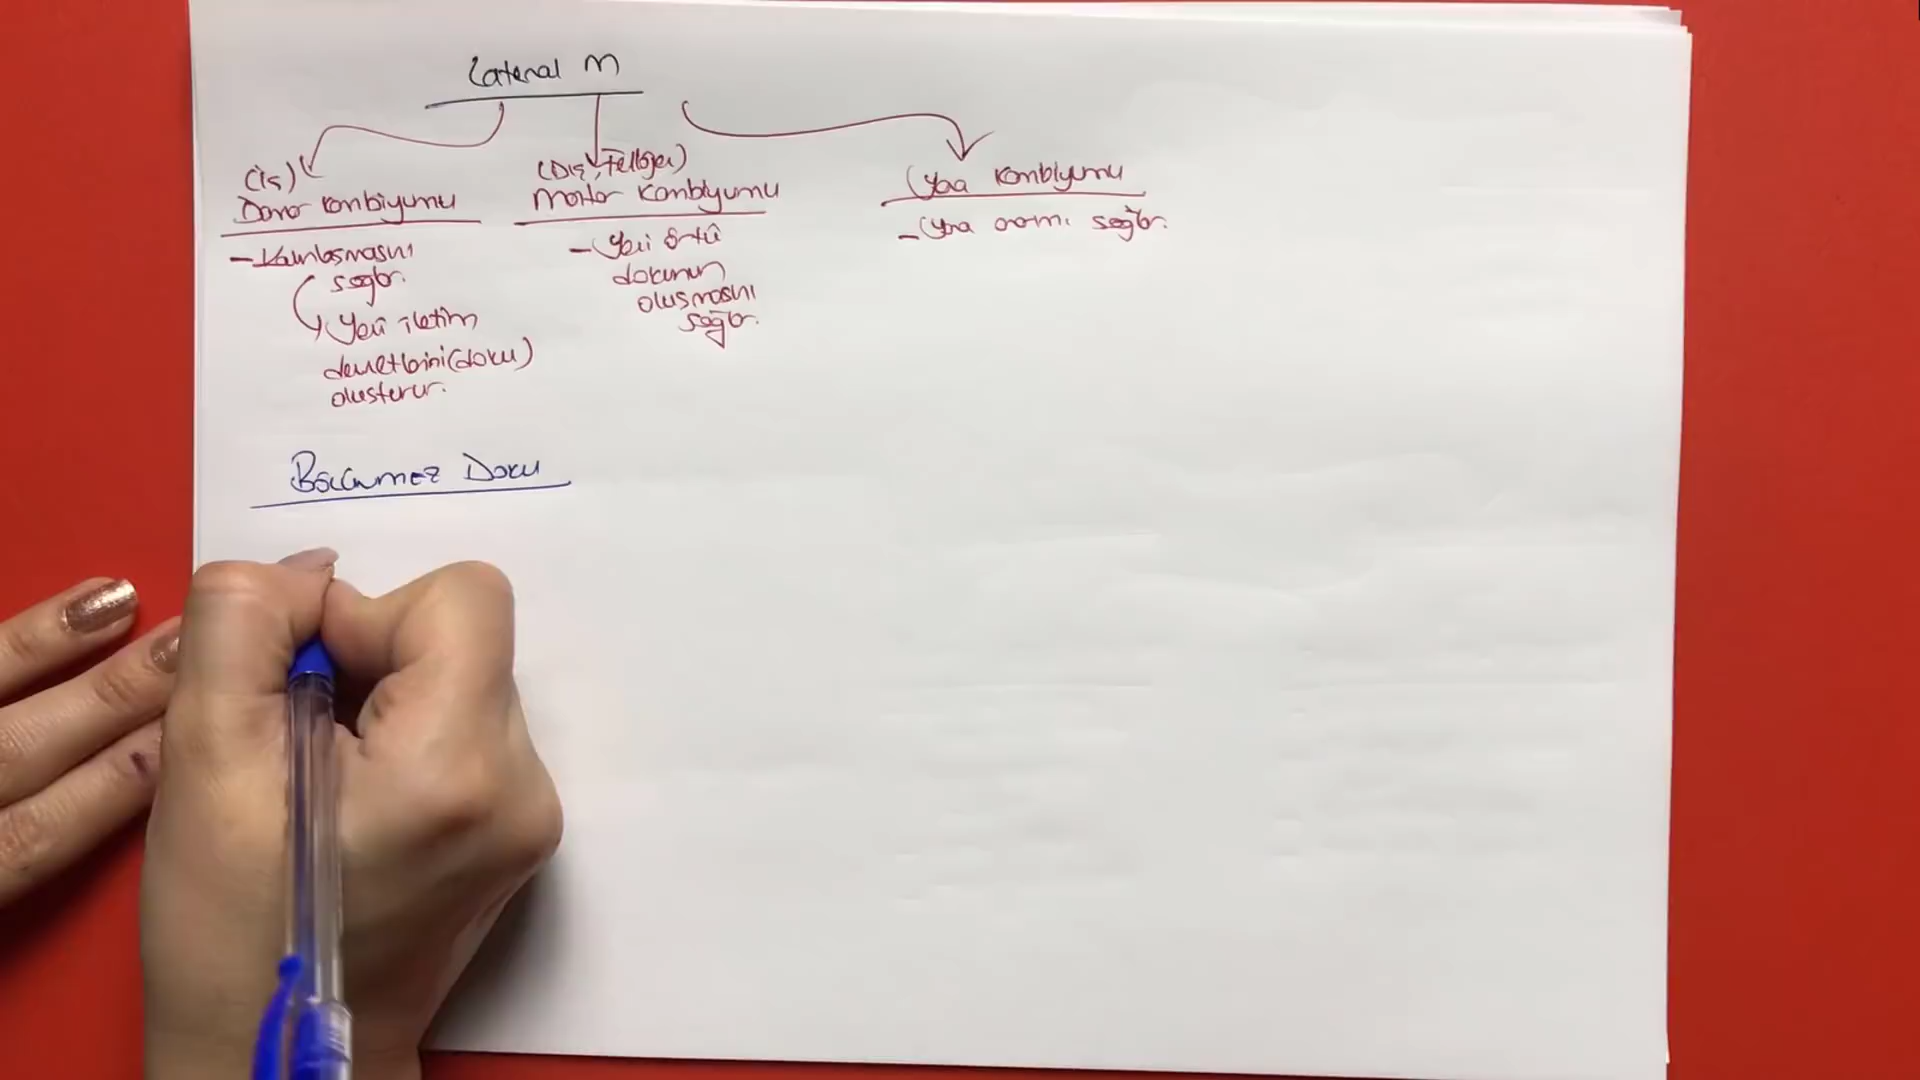 Lateral M
(İç)
Damar Kambiyumu
- Kalınlaşmasını
sağlar.
Yeni iletim
demetlerini (doku)
oluşturur.
(Dış, Fellojen)
Mantar Kambiyumu
- Yeni örtü
dokunun
oluşmasını
sağlar.
Yara Kambiyumu
- Yara onarımı sağlar.
Bölünmez Doku